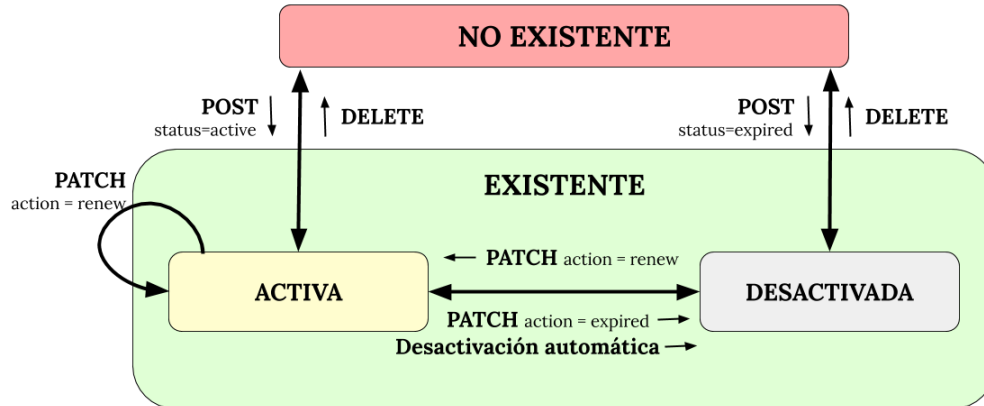 NO EXISTENTE
POST
status=active
DELETE
POST
status=expired
DELETE
PATCH
action = renew
EXISTENTE
PATCH action = renew
ACTIVA
DESACTIVADA
PATCH action = expired
Desactivación automática